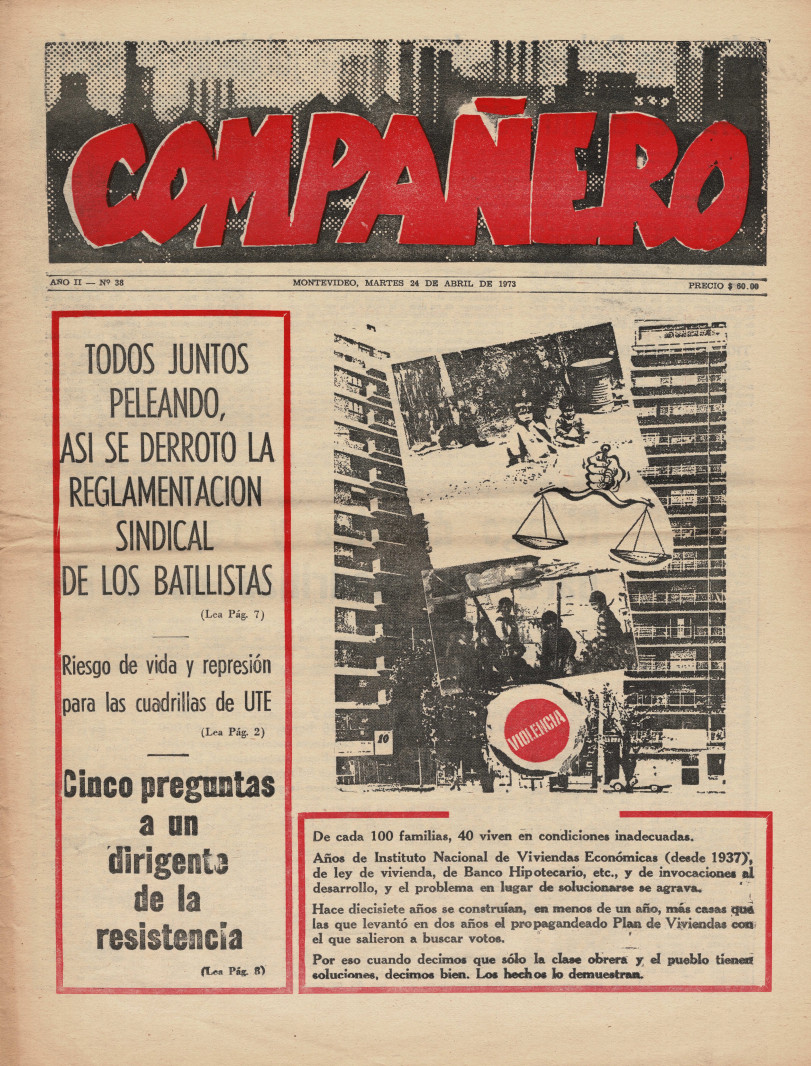 COMPAÑERO
AÑO II — Nº 38
MONTEVIDEO, MARTES 24 DE ABRIL DE 1973
PRECIO $ 60.00
TODOS JUNTOS
PELEANDO,
ASI SE DERROTO LA
REGLAMENTACION
SINDICAL
DE LOS BATLLISTAS
(Lea Pág. 7)
Riesgo de vida y represión
para las cuadrillas de UTE
(Lea Pág. 2)
Cinco preguntas
a un
dirigente
de la
resistencia
(Lea Pág. 8)
10
VIOLENCIA
De cada 100 familias, 40 viven en condiciones inadecuadas.
Años de Instituto Nacional de Viviendas Económicas (desde 1937),
de ley de vivienda, de Banco Hipotecario, etc., y de invocaciones al
desarrollo, y el problema en lugar de solucionarse se agrava.
Hace diecisiete años se construían, en menos de un año, más casas que
las que levantó en dos años el propagandeado Plan de Viviendas con
el que salieron a buscar votos.
Por eso cuando decimos que sólo la clase obrera y el pueblo tienen
soluciones, decimos bien. Los hechos lo demuestran.